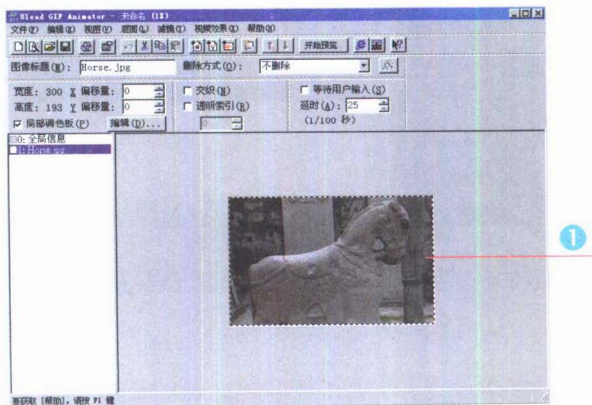 Ulead GIF Animator - 未命名 (1%)
文件(F) 编辑(E) 视图(V) 层面(L) 滤镜(T) 视频效果(I) 帮助(H)
开始预览
图像标题(M): Horse.jpg 删除方式(O): 不删除
宽度: 300 X 偏移量: 0 交织(N) 等待用户输入(S)
高度: 193 Y 偏移量: 0 透明索引(R) 延时(A): 25
局部调色板(P) 编辑(D)... 0 (1/100 秒)
0: 全局信息
1: Horse.jpg
1
要获取 [帮助], 请按 F1 键